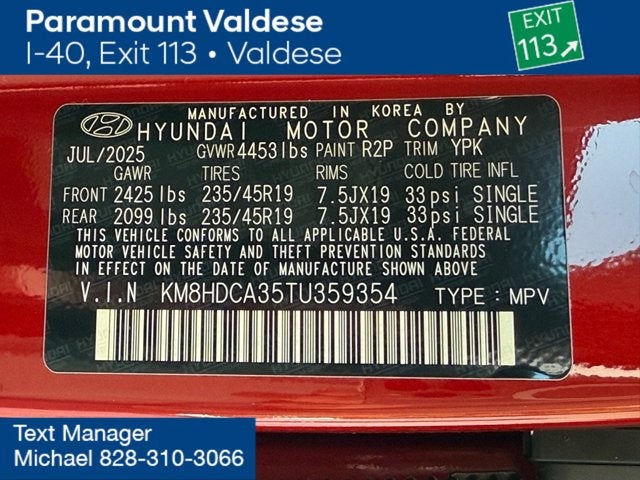 Paramount Valdese
I-40, Exit 113 • Valdese
EXIT
113
MANUFACTURED IN KOREA BY
HYUNDAI MOTOR COMPANY
JUL/2025 GVWR 4453lbs PAINT R2P TRIM YPK
GAWR TIRES RIMS COLD TIRE INFL
FRONT 2425lbs 235/45R19 7.5JX19 33psi SINGLE
REAR 2099lbs 235/45R19 7.5JX19 33psi SINGLE
THIS VEHICLE CONFORMS TO ALL APPLICABLE U.S.A. FEDERAL
MOTOR VEHICLE SAFETY AND THEFT PREVENTION STANDARDS
IN EFFECT ON THE DATE OF MANUFACTURE SHOWN ABOVE.
V.I.N KM8HDCA35TU359354 TYPE : MPV
Text Manager
Michael 828-310-3066